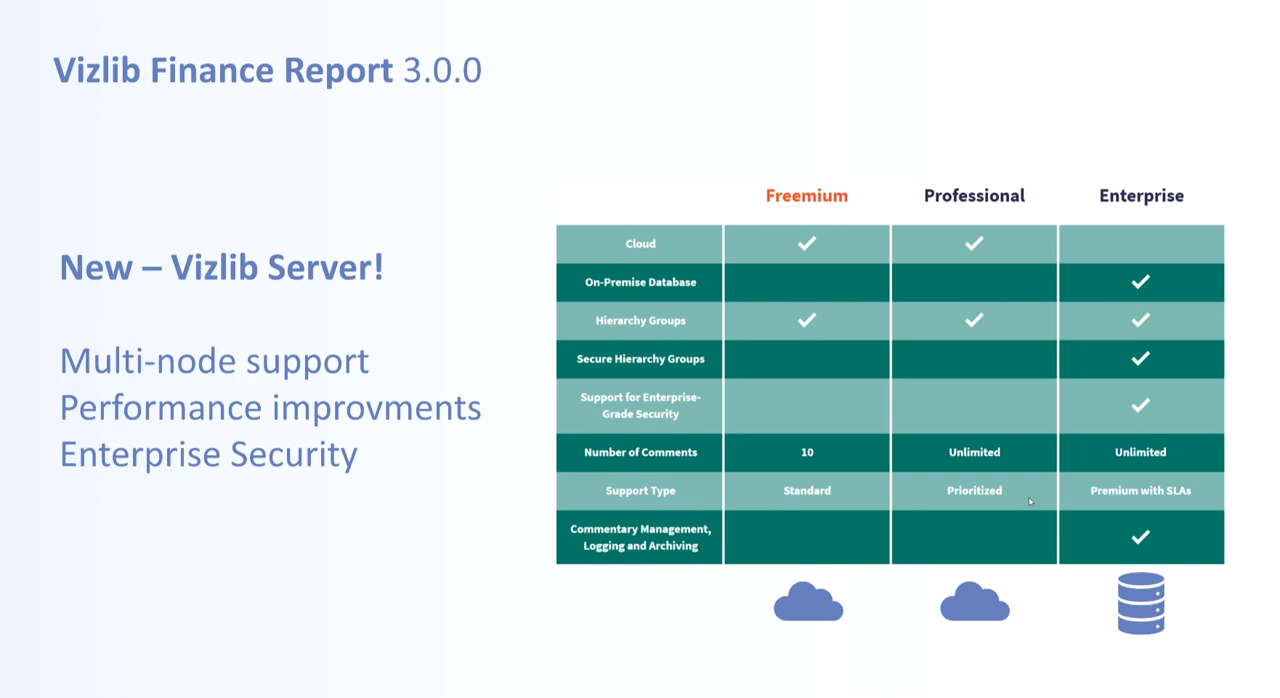 Vizlib Finance Report 3.0.0
New – Vizlib Server!
Multi-node support
Performance improvments
Enterprise Security
Freemium Professional Enterprise
Cloud
On-Premise Database
Hierarchy Groups
Secure Hierarchy Groups
Support for Enterprise-
Grade Security
Number of Comments 10 Unlimited Unlimited
Support Type Standard Prioritized Premium with SLAs
Commentary Management,
Logging and Archiving